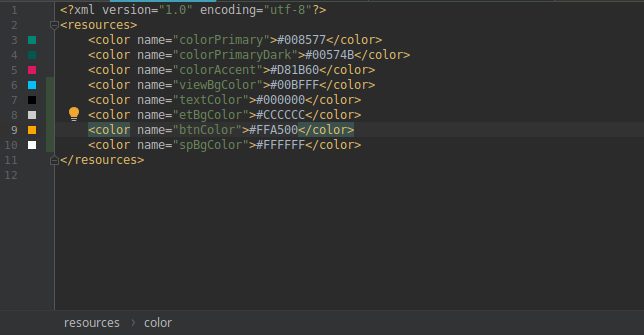 1 <?xml version="1.0" encoding="utf-8"?>
2 <resources>
3     <color name="colorPrimary">#008577</color>
4     <color name="colorPrimaryDark">#00574B</color>
5     <color name="colorAccent">#D81B60</color>
6     <color name="viewBgColor">#00BFFF</color>
7     <color name="textColor">#000000</color>
8     <color name="etBgColor">#CCCCCC</color>
9     <color name="btnColor">#FFA500</color>
10     <color name="spBgColor">#FFFFFF</color>
11 </resources>
12
resources › color